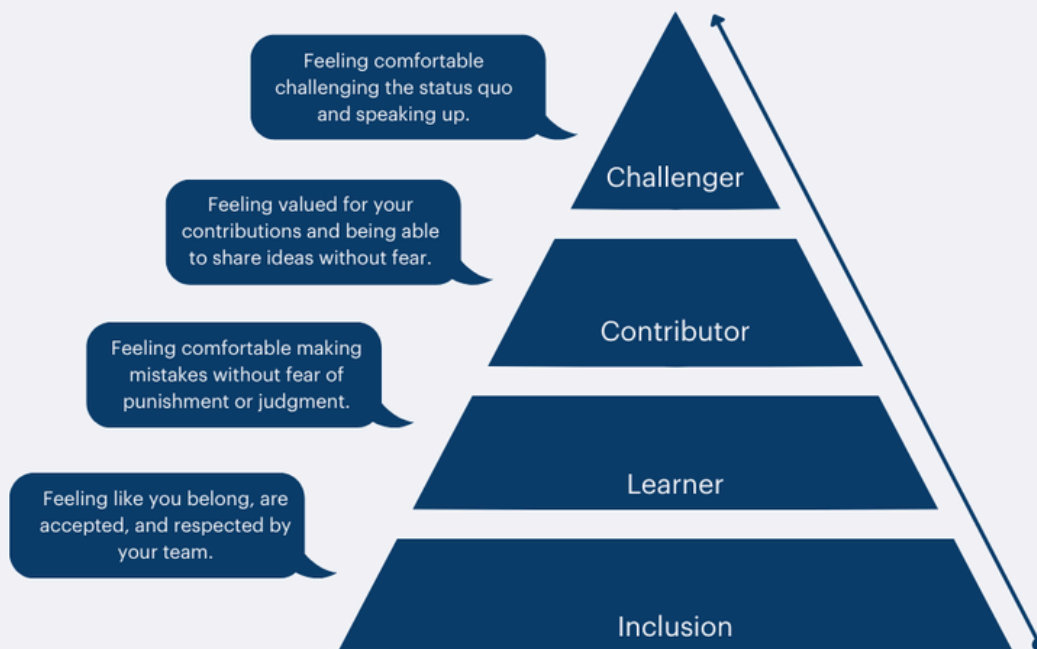 Feeling comfortable
challenging the status quo
and speaking up.
Challenger
Feeling valued for your
contributions and being able
to share ideas without fear.
Contributor
Feeling comfortable making
mistakes without fear of
punishment or judgment.
Learner
Feeling like you belong, are
accepted, and respected by
your team.
Inclusion